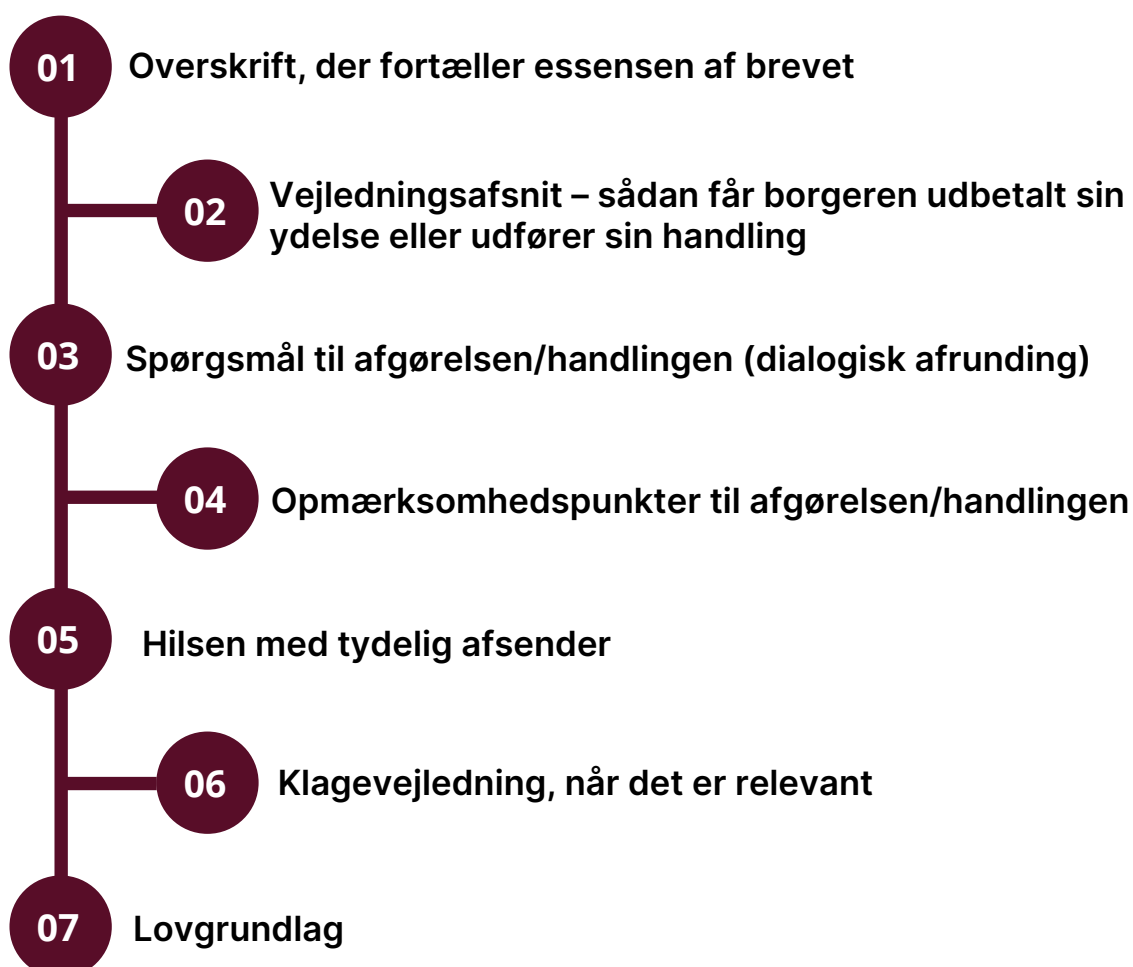 01 Overskrift, der fortæller essensen af brevet
02 Vejledningsafsnit – sådan får borgeren udbetalt sin
ydelse eller udfører sin handling
03 Spørgsmål til afgørelsen/handlingen (dialogisk afrunding)
04 Opmærksomhedspunkter til afgørelsen/handlingen
05 Hilsen med tydelig afsender
06 Klagevejledning, når det er relevant
07 Lovgrundlag